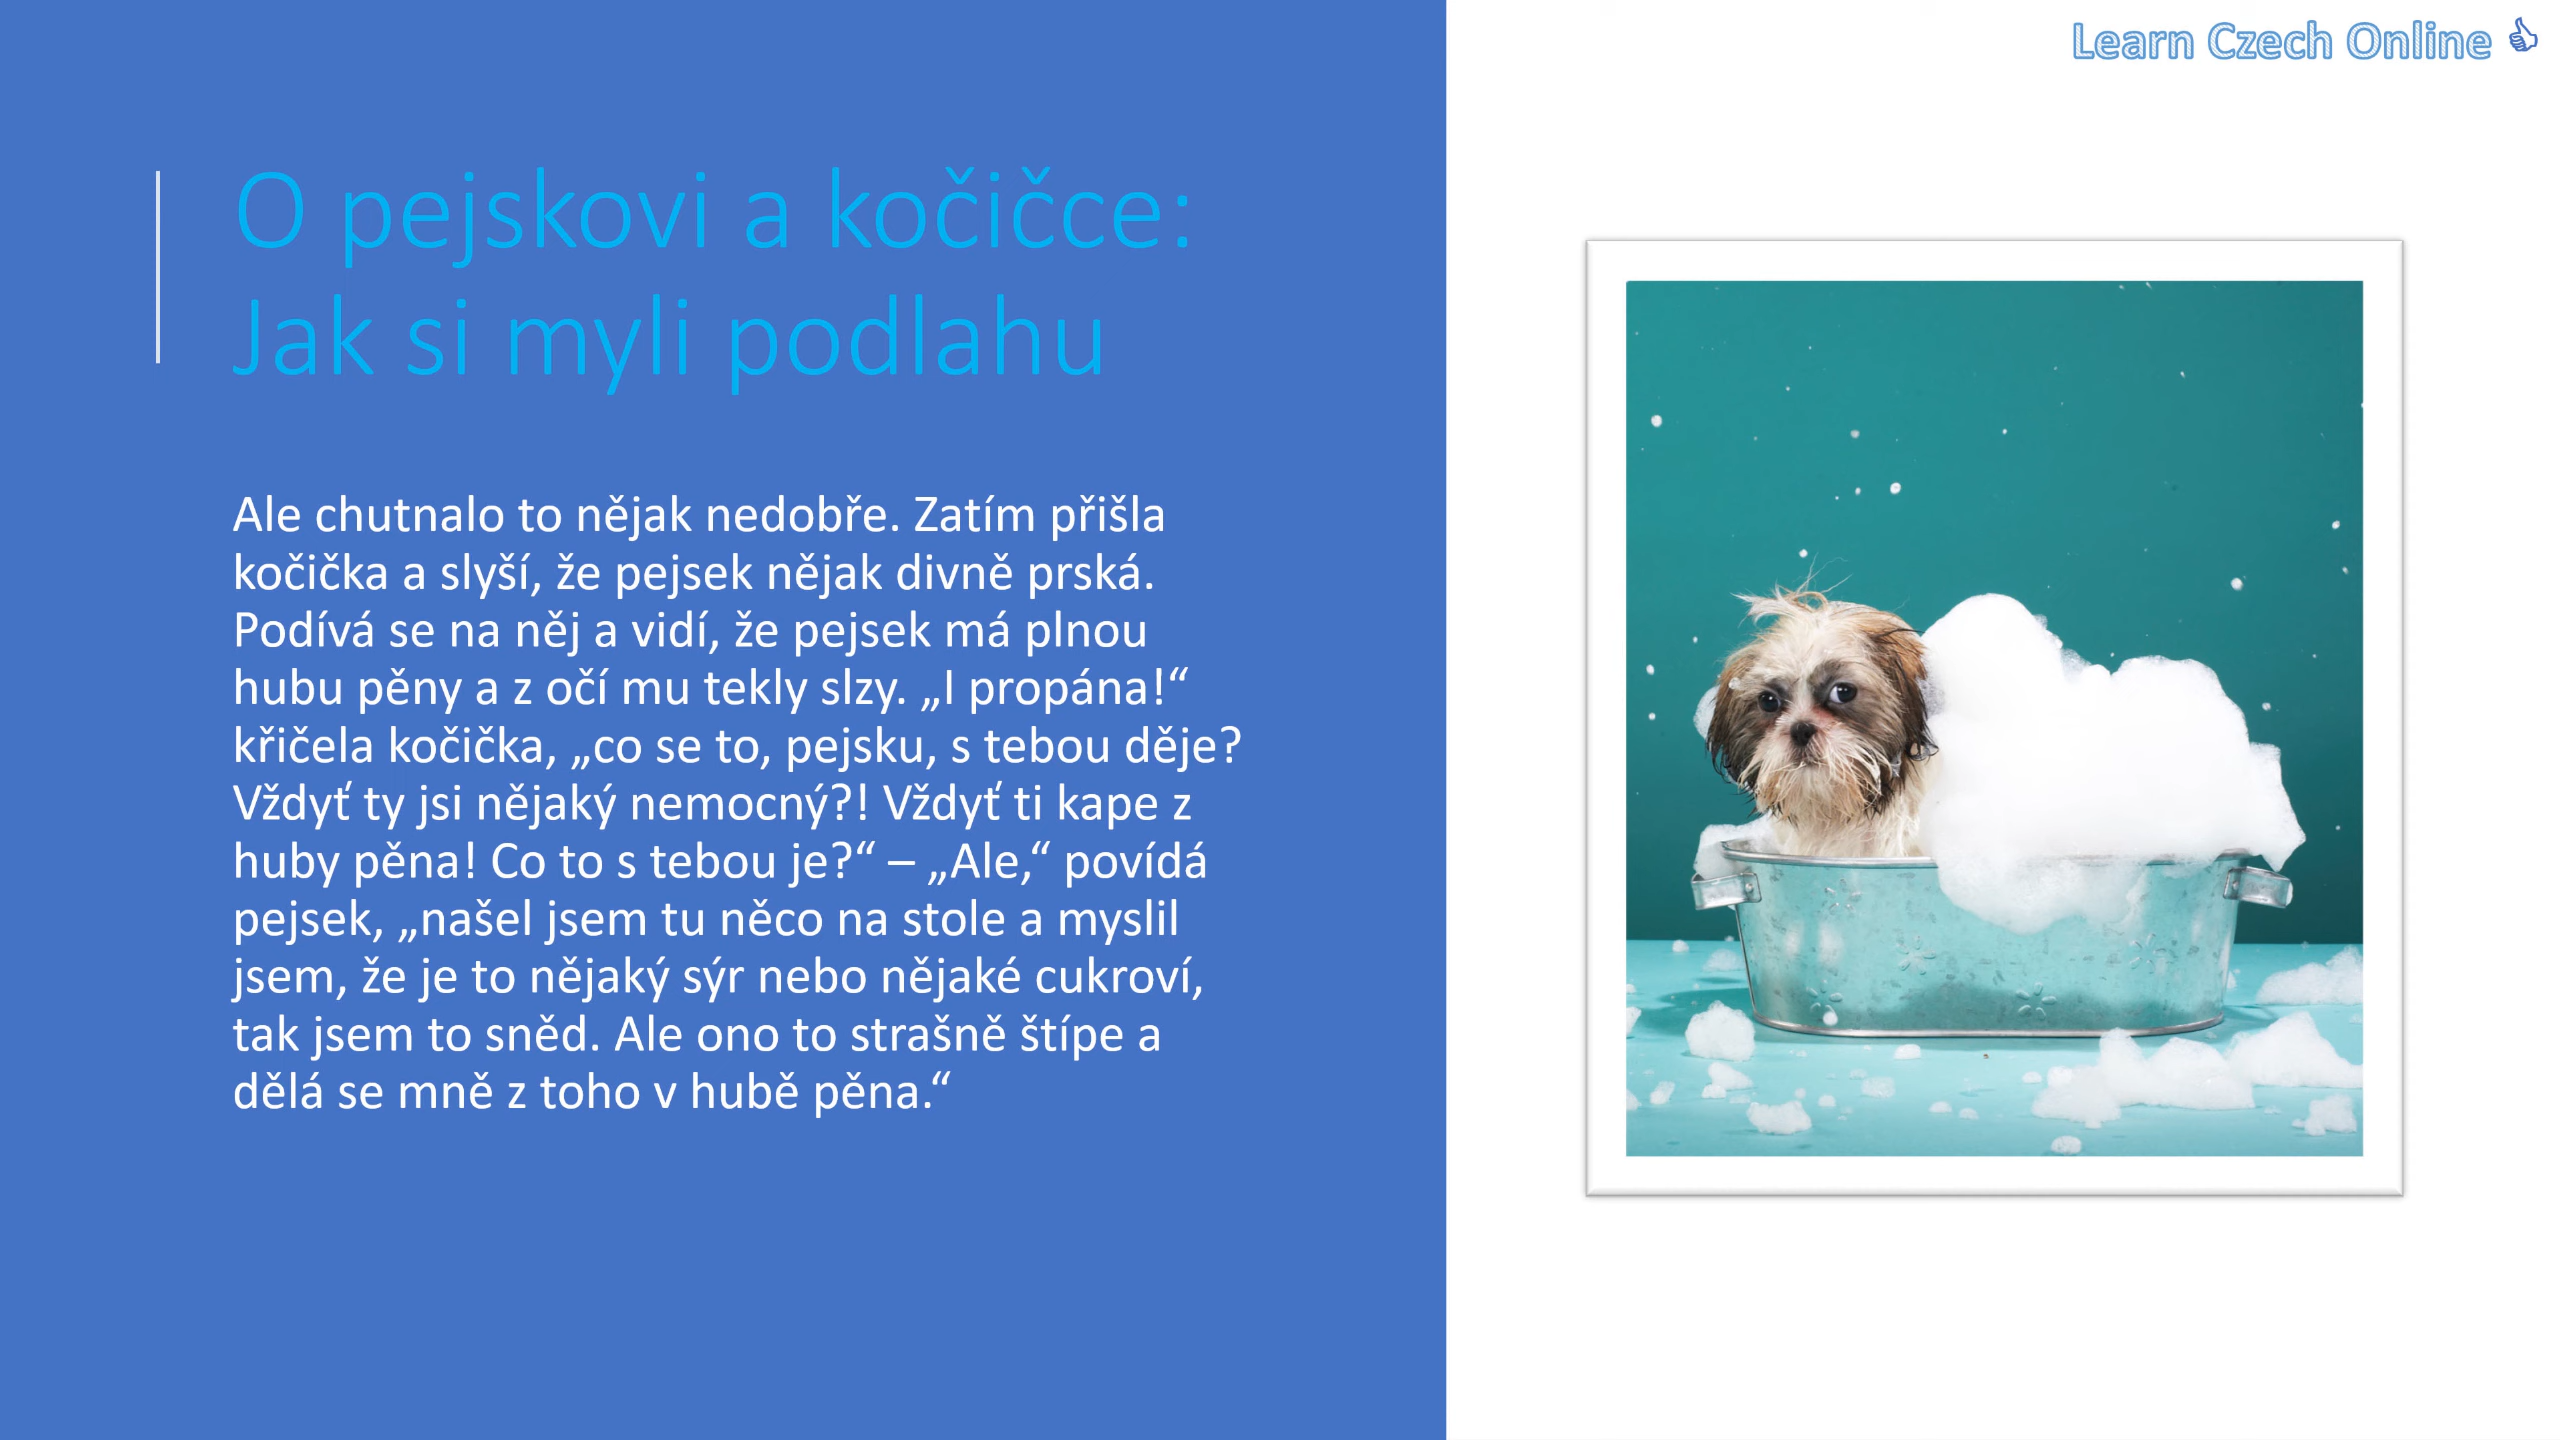 Learn Czech Online
O pejskovi a kočičce:
Jak si myli podlahu
Ale chutnalo to nějak nedobře. Zatím přišla
kočička a slyší, že pejsek nějak divně prská.
Podívá se na něj a vidí, že pejsek má plnou
hubu pěny a z očí mu tekly slzy. „I propána!“
křičela kočička, „co se to, pejsku, s tebou děje?
Vždyť ty jsi nějaký nemocný?! Vždyť ti kape z
huby pěna! Co to s tebou je?“ – „Ale,“ povídá
pejsek, „našel jsem tu něco na stole a myslil
jsem, že je to nějaký sýr nebo nějaké cukroví,
tak jsem to sněd. Ale ono to strašně štípe a
dělá se mně z toho v hubě pěna.“